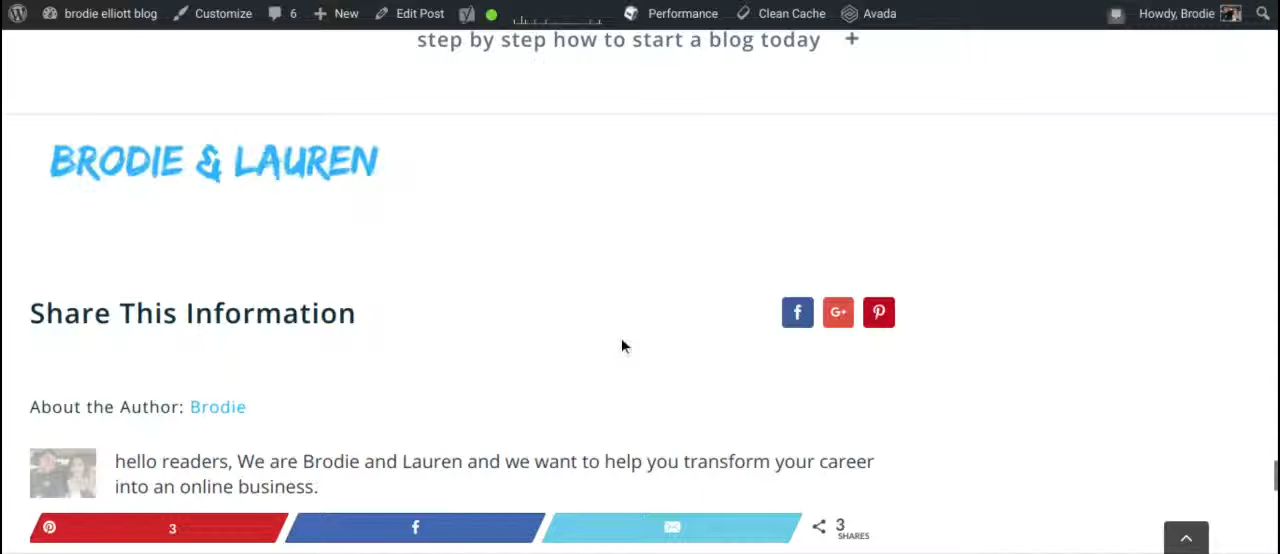 brodie elliott blog Customize 6 New Edit Post Performance Clean Cache Avada Howdy, Brodie
step by step how to start a blog today +
BRODIE & LAUREN
Share This Information
f G+
About the Author: Brodie
hello readers, We are Brodie and Lauren and we want to help you transform your career
into an online business.
3 f 3
SHARES